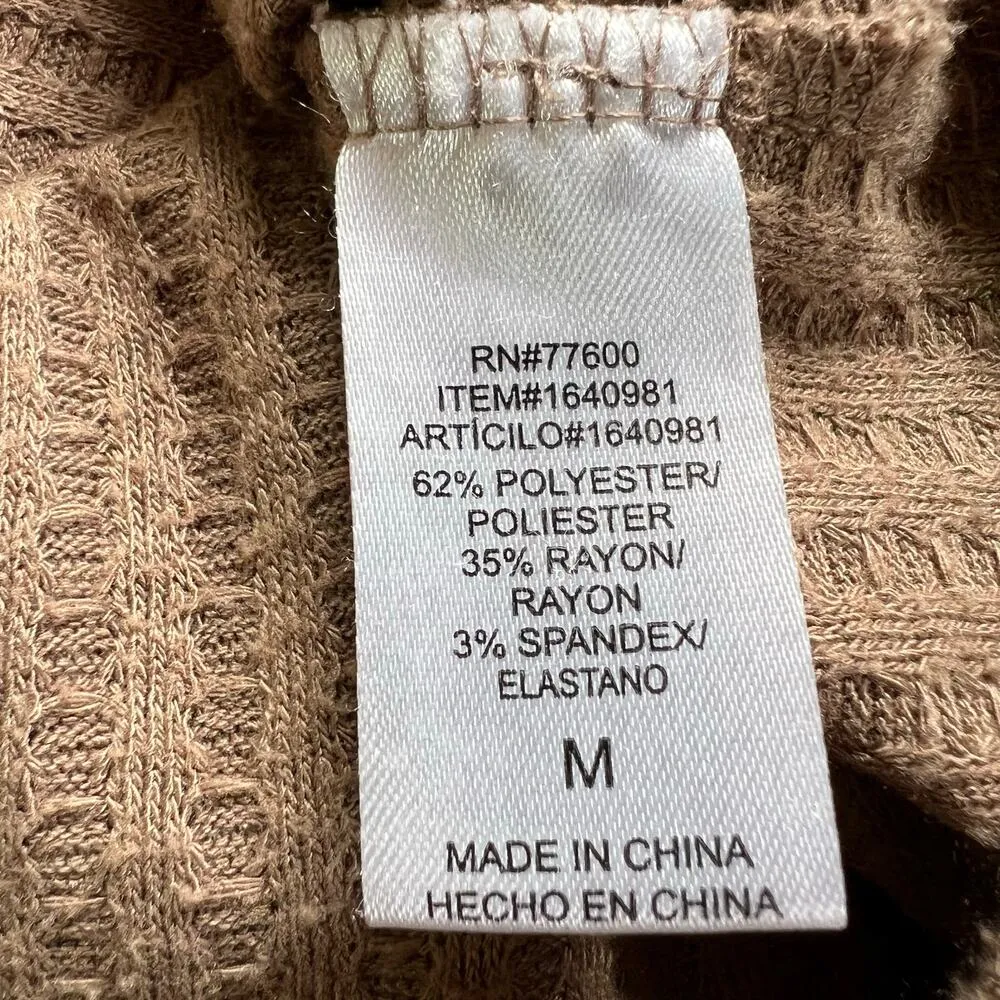 RN#77600
ITEM#1640981
ARTÍCILO#1640981
62% POLYESTER/
POLIESTER
35% RAYON/
RAYON
3% SPANDEX/
ELASTANO
M
MADE IN CHINA
HECHO EN CHINA